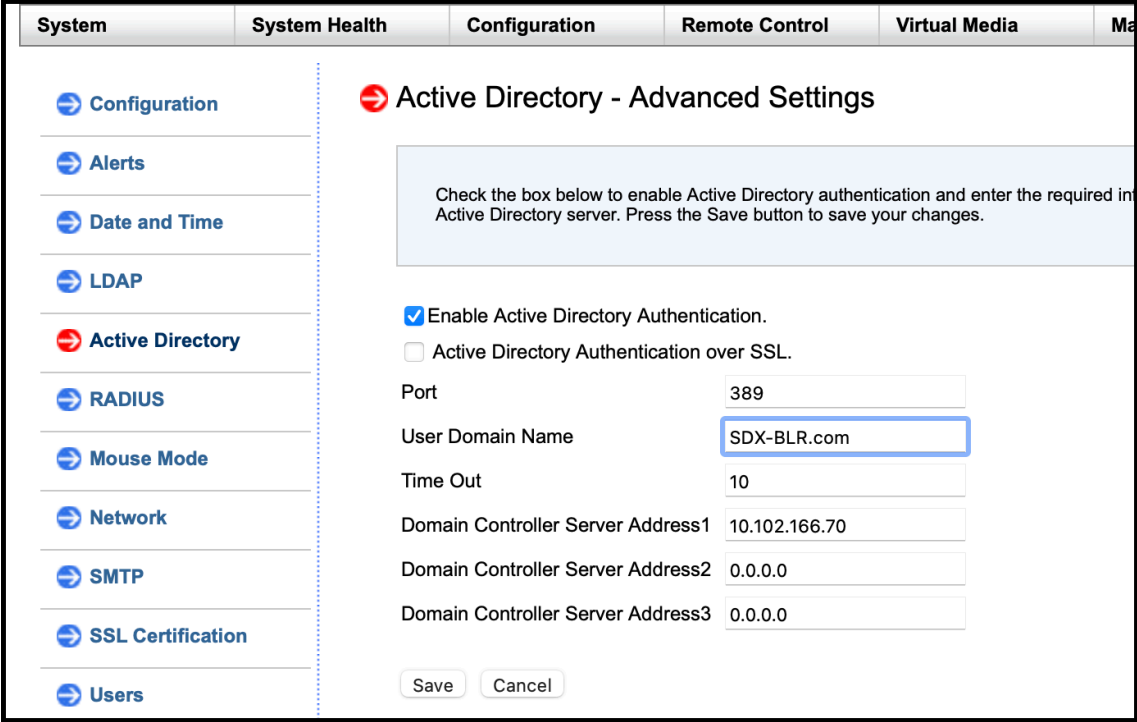 System System Health Configuration Remote Control Virtual Media
Configuration
Alerts
Date and Time
LDAP
Active Directory
RADIUS
Mouse Mode
Network
SMTP
SSL Certification
Users
Active Directory - Advanced Settings
Check the box below to enable Active Directory authentication and enter the required
Active Directory server. Press the Save button to save your changes.
Enable Active Directory Authentication.
Active Directory Authentication over SSL.
Port 389
User Domain Name SDX-BLR.com
Time Out 10
Domain Controller Server Address1 10.102.166.70
Domain Controller Server Address2 0.0.0.0
Domain Controller Server Address3 0.0.0.0
Save Cancel